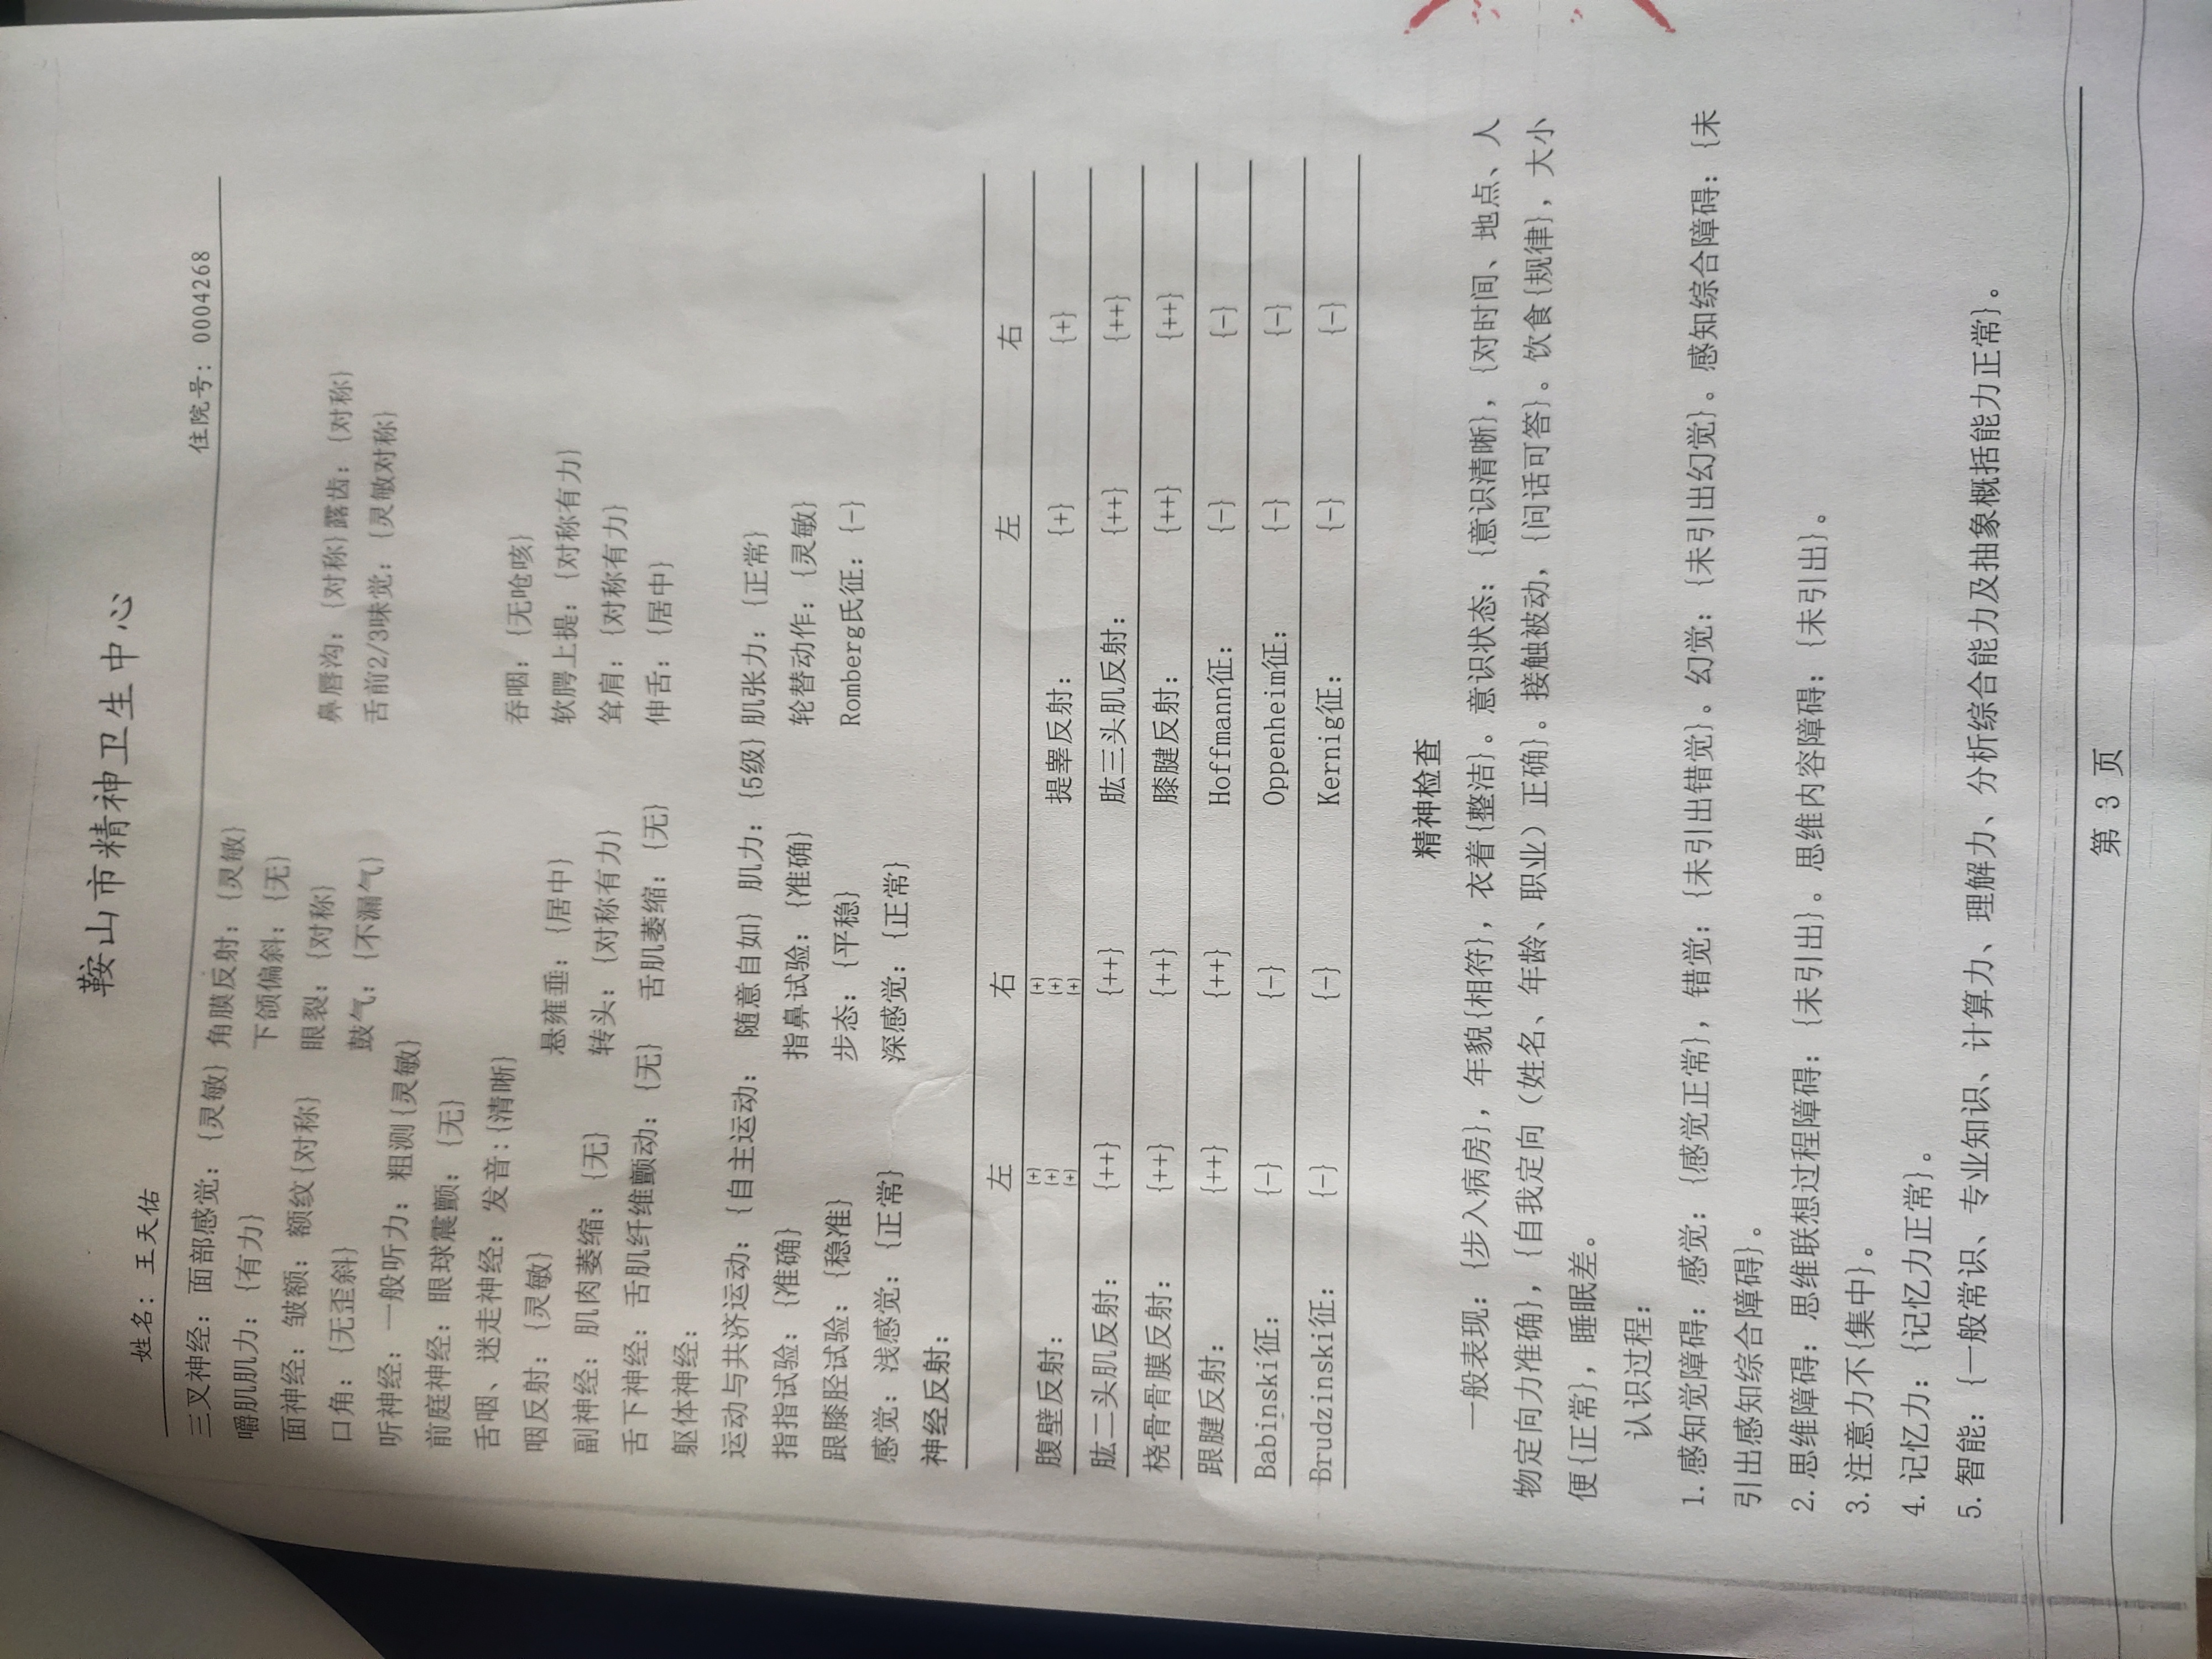 鞍山市精神卫生中心
姓名：王天佑
住院号：0004268
三叉神经：面部感觉：{灵敏} 角膜反射：{灵敏}
嚼肌肌力：{有力} 下颌偏斜：{无}
面神经：皱额：额纹{对称} 眼裂：{对称} 鼻唇沟：{对称} 露齿：{对称}
口角：{无歪斜} 鼓气：{不漏气} 舌前2/3味觉：{灵敏对称}
听神经：一般听力：粗测{灵敏}
前庭神经：眼球震颤：{无}
舌咽、迷走神经：发音:{清晰} 吞咽：{无呛咳}
咽反射：{灵敏} 悬雍垂：{居中} 软腭上提：{对称有力}
副神经：肌肉萎缩：{无} 转头：{对称有力} 耸肩：{对称有力}
舌下神经：舌肌纤维颤动：{无} 舌肌萎缩：{无} 伸舌：{居中}
躯体神经：
运动与共济运动：{自主运动： 随意自如} 肌力：{5级} 肌张力：{正常}
指指试验：{准确} 指鼻试验：{准确} 轮替动作：{灵敏}
跟膝胫试验：{稳准} 步态：{平稳} Romberg氏征：{-}
感觉：浅感觉：{正常} 深感觉：{正常}
神经反射：
左 右 左 右
腹壁反射： {+} {+} {+} {+} {+} {+} 提睾反射： {+} {+}
肱二头肌反射： {++} {++} 肱三头肌反射： {++} {++}
桡骨骨膜反射： {++} {++} 膝腱反射： {++} {++}
跟腱反射： {++} {++} Hoffmann征： {-} {-}
Babinski征： {-} {-} Oppenheim征： {-} {-}
Brudzinski征： {-} {-} Kernig征： {-} {-}
精神检查
一般表现：{步入病房}，年貌{相符}，衣着{整洁}。意识状态：{意识清晰}，{对时间、地点、人
物定向力准确}，{自我定向（姓名、年龄、职业）正确}。接触被动，{问话可答}。饮食{规律}，大小
便{正常}，睡眠差。
认识过程：
1.感知觉障碍：感觉：{感觉正常}，错觉：{未引出错觉}。幻觉：{未引出幻觉}。感知综合障碍：{未
引出感知综合障碍}。
2.思维障碍：思维联想过程障碍：{未引出}。思维内容障碍：{未引出}。
3.注意力不{集中}。
4.记忆力：{记忆力正常}。
5.智能：{一般常识、专业知识、计算力、理解力、分析综合能力及抽象概括能力正常}。
第 3 页